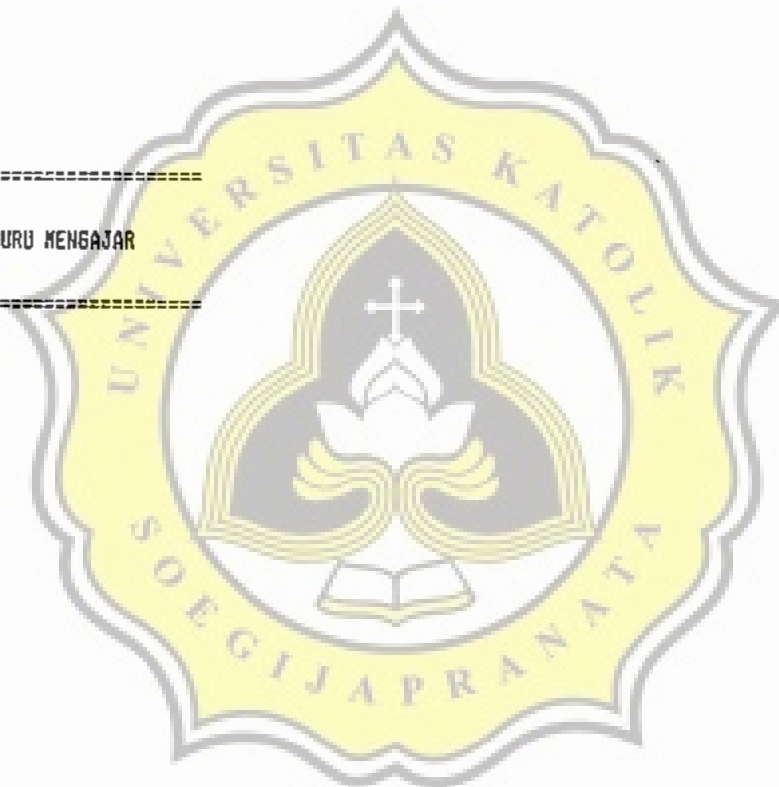 =====================
URU MENGAJAR
=====================
UNIVERSITAS KATOLIK
SOEGIJAPRANATA